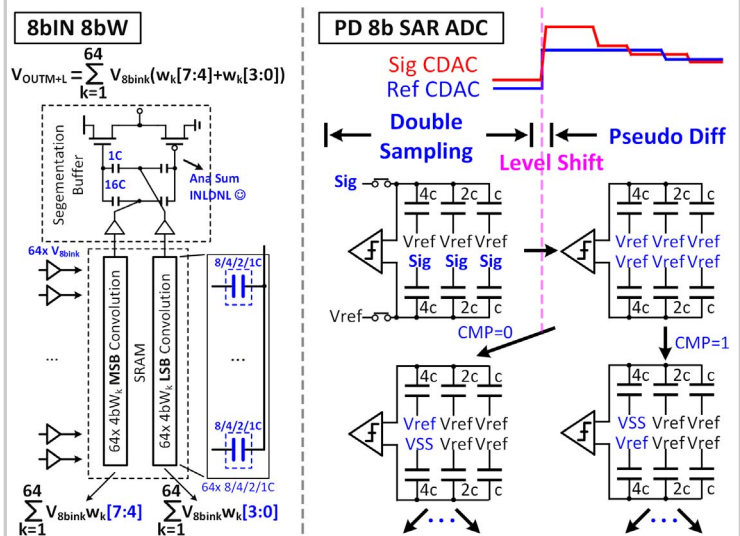 8bIN 8bW
64
V_OUTM+L = ∑ V_8bink(w_k[7:4]+w_k[3:0])
k=1
Segementation
Buffer
1C
16C
Ana Sum
INLDNL ☺
64x V_8bink
8/4/2/1C
64x 4bW_k MSB Convolution
SRAM
64x 4bW_k LSB Convolution
...
...
8/4/2/1C
64x 8/4/2/1C
64
∑ V_8bink w_k[7:4]
k=1
64
∑ V_8bink w_k[3:0]
k=1
PD 8b SAR ADC
Sig CDAC
Ref CDAC
Double
Sampling
Level Shift
Pseudo Diff
Sig
4c 2c c
Vref Vref Vref
Sig Sig Sig
4c 2c c
Vref
4c 2c c
Vref Vref Vref
Vref Vref Vref
4c 2c c
CMP=0
CMP=1
4c 2c c
Vref Vref Vref
VSS Vref Vref
4c 2c c
...
4c 2c c
VSS Vref Vref
Vref Vref Vref
4c 2c c
...